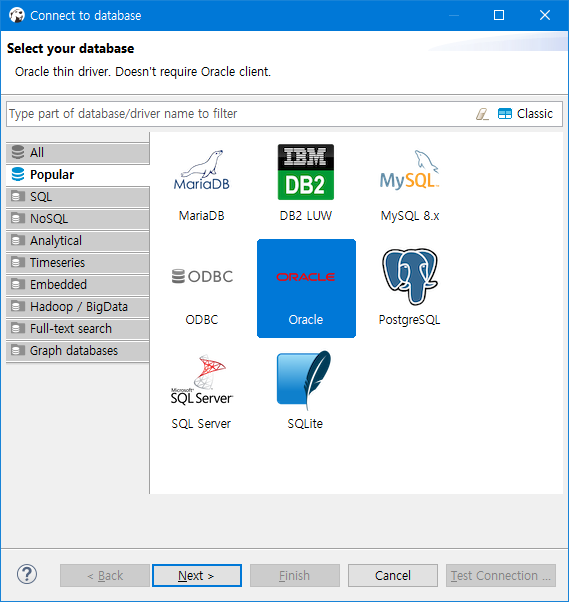 Connect to database
Select your database
Oracle thin driver. Doesn't require Oracle client.
Type part of database/driver name to filter
Classic
All
Popular
SQL
NoSQL
Analytical
Timeseries
Embedded
Hadoop / BigData
Full-text search
Graph databases
MariaDB
MariaDB
IBM
DB2
DB2 LUW
MySQL
MySQL 8.x
ODBC
ODBC
ORACLE
Oracle
PostgreSQL
Microsoft
SQL Server
SQL Server
SQLite
?
< Back
Next >
Finish
Cancel
Test Connection ...